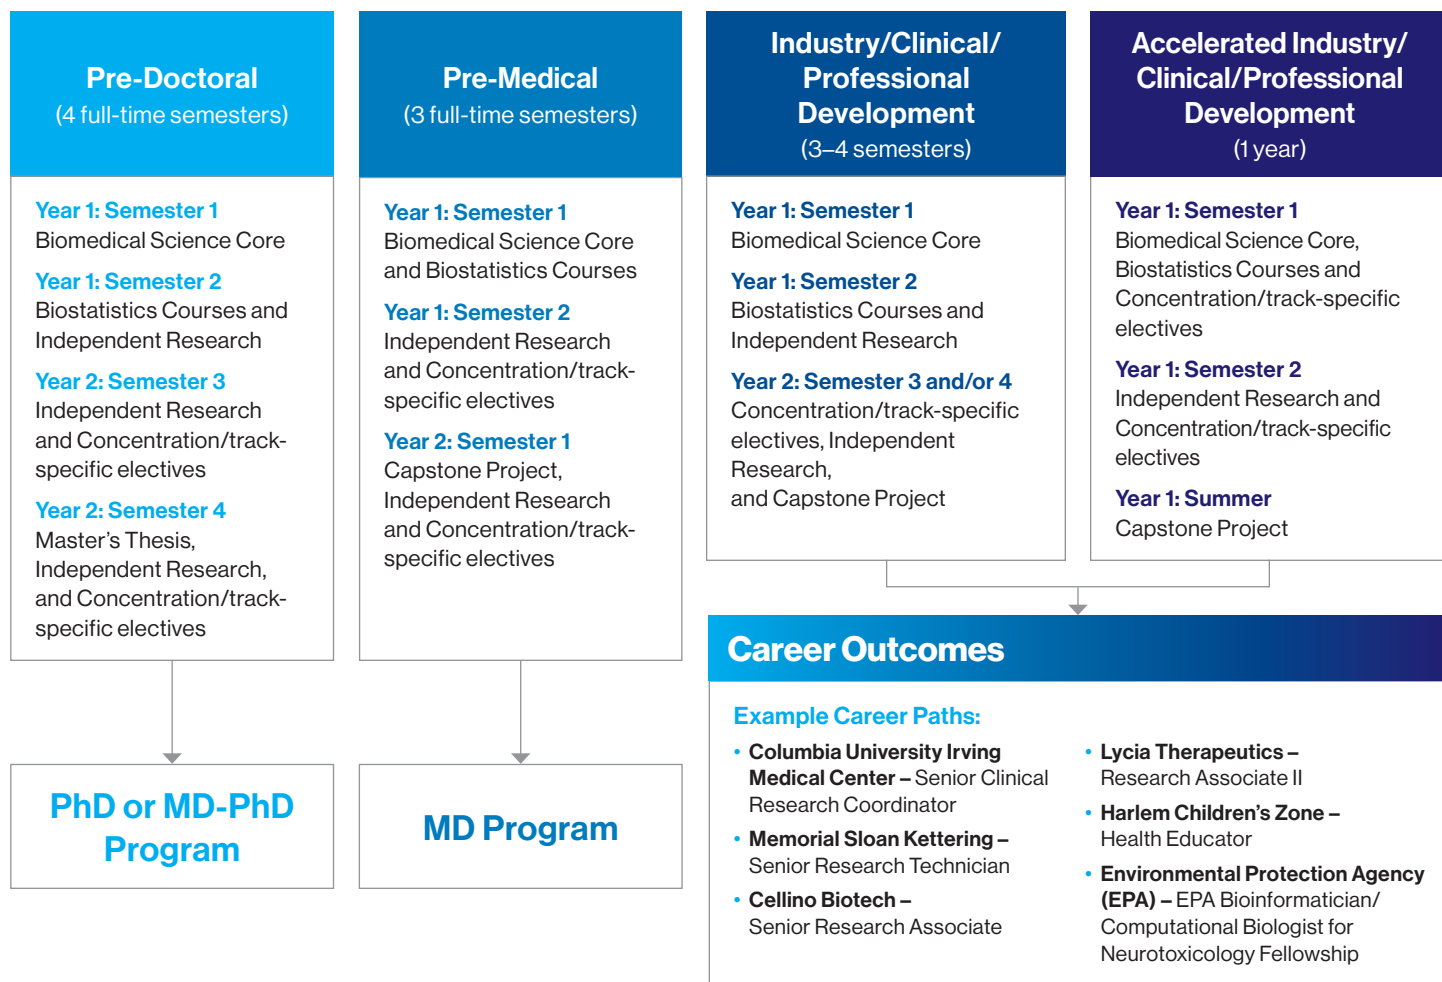 Pre-Doctoral
(4 full-time semesters)
Year 1: Semester 1
Biomedical Science Core
Year 1: Semester 2
Biostatistics Courses and
Independent Research
Year 2: Semester 3
Independent Research
and Concentration/track-
specific electives
Year 2: Semester 4
Master’s Thesis,
Independent Research,
and Concentration/track-
specific electives
PhD or MD-PhD
Program
Pre-Medical
(3 full-time semesters)
Year 1: Semester 1
Biomedical Science Core
and Biostatistics Courses
Year 1: Semester 2
Independent Research
and Concentration/track-
specific electives
Year 2: Semester 1
Capstone Project,
Independent Research
and Concentration/track-
specific electives
MD Program
Industry/Clinical/
Professional
Development
(3–4 semesters)
Year 1: Semester 1
Biomedical Science Core
Year 1: Semester 2
Biostatistics Courses and
Independent Research
Year 2: Semester 3 and/or 4
Concentration/track-specific
electives, Independent
Research,
and Capstone Project
Accelerated Industry/
Clinical/Professional
Development
(1 year)
Year 1: Semester 1
Biomedical Science Core,
Biostatistics Courses and
Concentration/track-specific
electives
Year 1: Semester 2
Independent Research and
Concentration/track-specific
electives
Year 1: Summer
Capstone Project
Career Outcomes
Example Career Paths:
• Columbia University Irving
Medical Center – Senior Clinical
Research Coordinator
• Memorial Sloan Kettering –
Senior Research Technician
• Cellino Biotech –
Senior Research Associate
• Lycia Therapeutics –
Research Associate II
• Harlem Children’s Zone –
Health Educator
• Environmental Protection Agency
(EPA) – EPA Bioinformatician/
Computational Biologist for
Neurotoxicology Fellowship